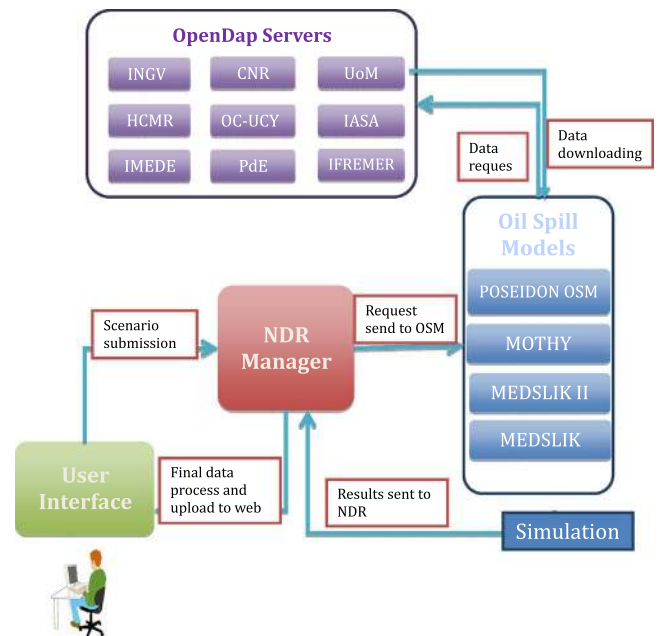 OpenDap Servers
INGV
CNR
UoM
HCMR
OC-UCY
IASA
IMEDE
PdE
IFREMER
Data
reques
Data
downloading
Oil Spill
Models
POSEIDON OSM
MOTHY
MEDSLIK II
MEDSLIK
Scenario
submission
NDR
Manager
Request
send to OSM
User
Interface
Final data
process and
upload to web
Results sent to
NDR
Simulation